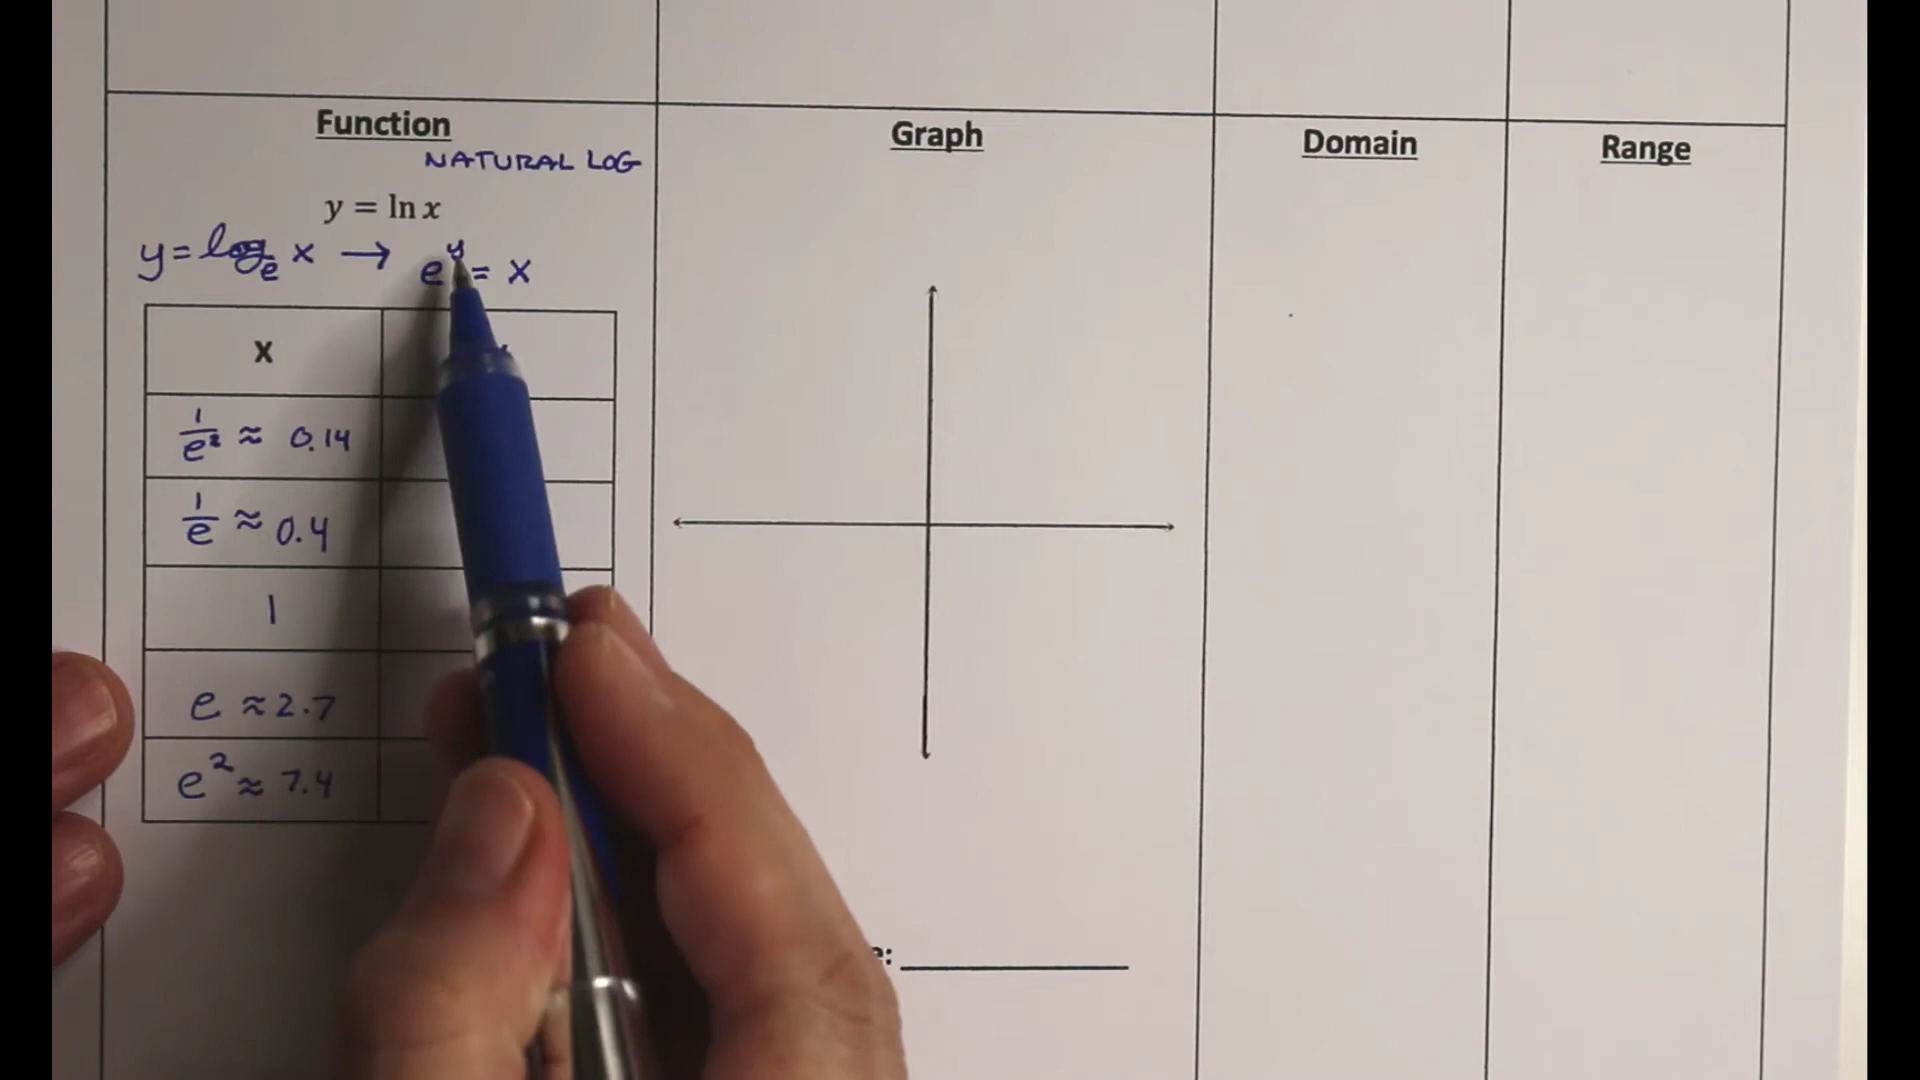 Function
Graph
Domain
Range
NATURAL LOG
y = ln x
y = logₑ x → e^y = x
x
1/e² ≈ 0.14
1/e ≈ 0.4
1
e ≈ 2.7
e² ≈ 7.4